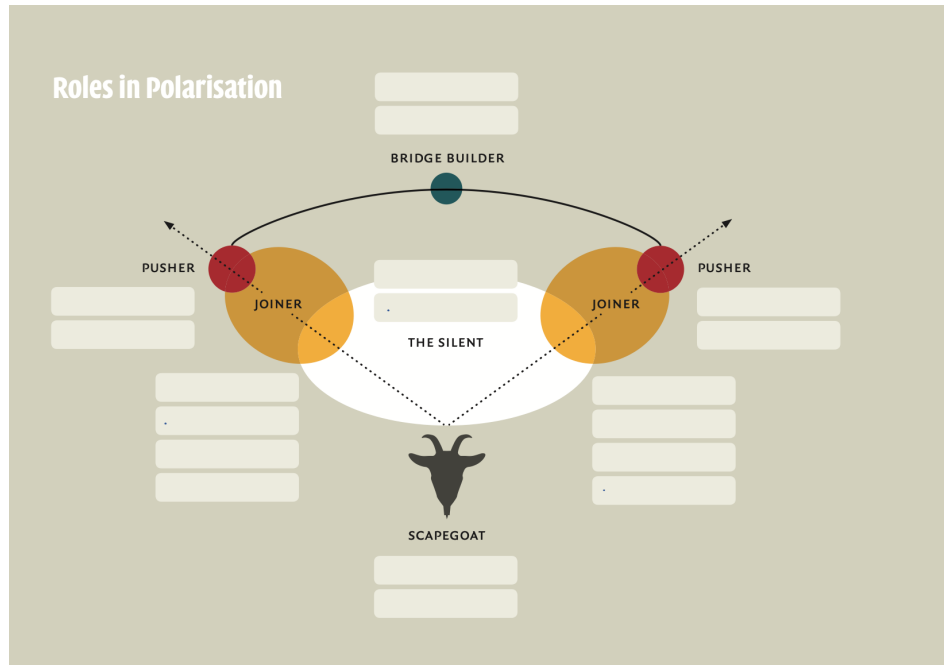 Roles in Polarisation
BRIDGE BUILDER
PUSHER
PUSHER
JOINER
JOINER
.
THE SILENT
.
.
SCAPEGOAT